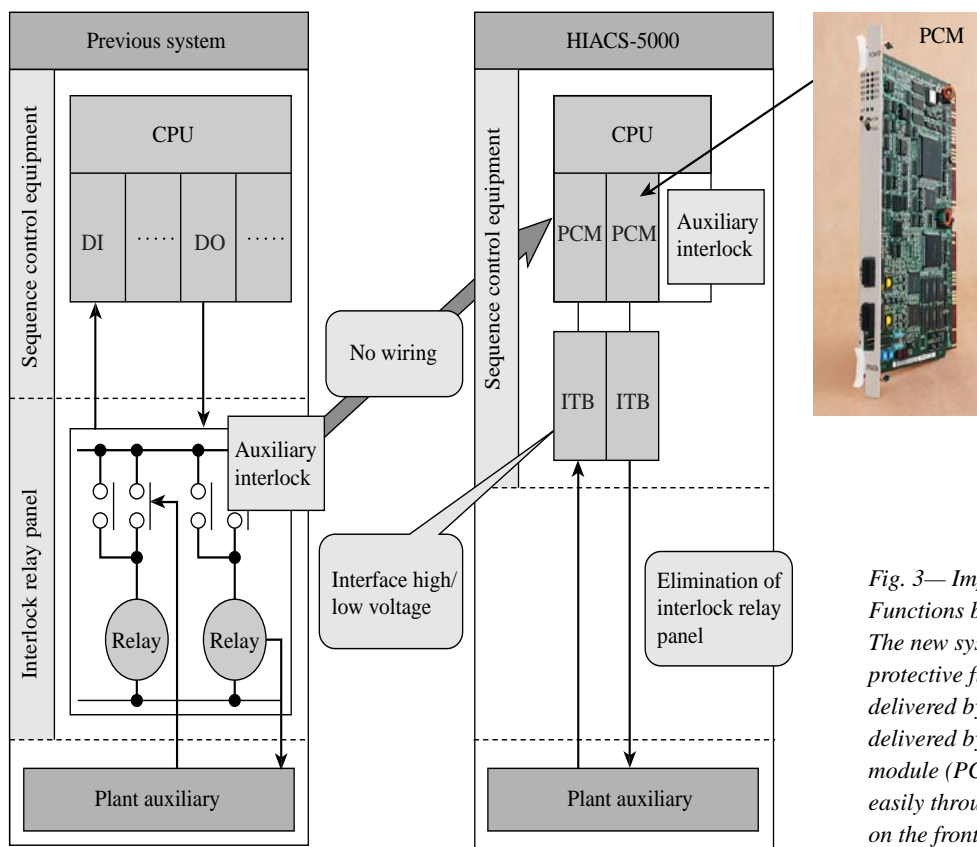 Previous system
Sequence control equipment
CPU
DI ..... DO .....
Interlock relay panel
Auxiliary
interlock
Relay Relay
Plant auxiliary
No wiring
Interface high/
low voltage
HIACS-5000
Sequence control equipment
CPU
PCM PCM
Auxiliary
interlock
ITB ITB
Elimination of
interlock relay
panel
Plant auxiliary
PCM
Fig. 3— Im
Functions b
The new sys
protective f
delivered by
delivered by
module (PC
easily throu
on the front